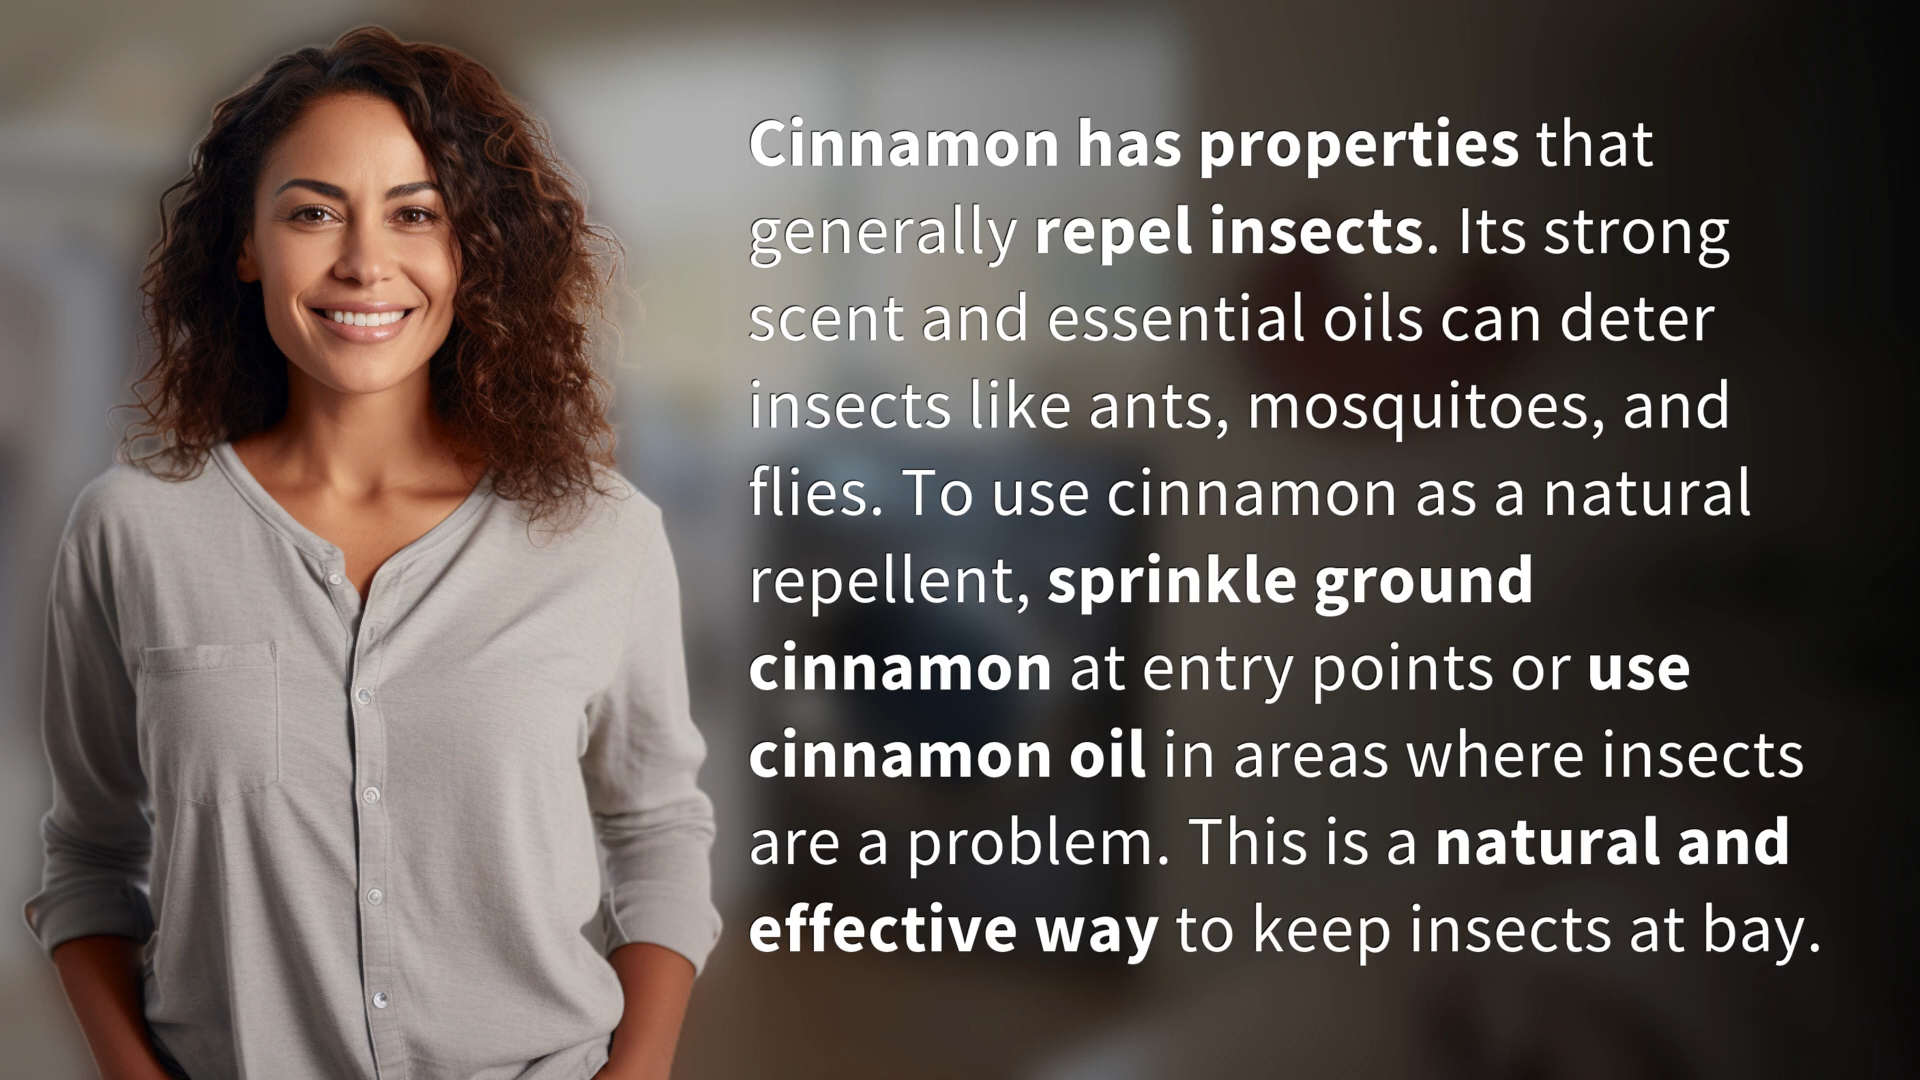 Cinnamon has properties that
generally repel insects. Its strong
scent and essential oils can deter
insects like ants, mosquitoes, and
flies. To use cinnamon as a natural
repellent, sprinkle ground
cinnamon at entry points or use
cinnamon oil in areas where insects
are a problem. This is a natural and
effective way to keep insects at bay.